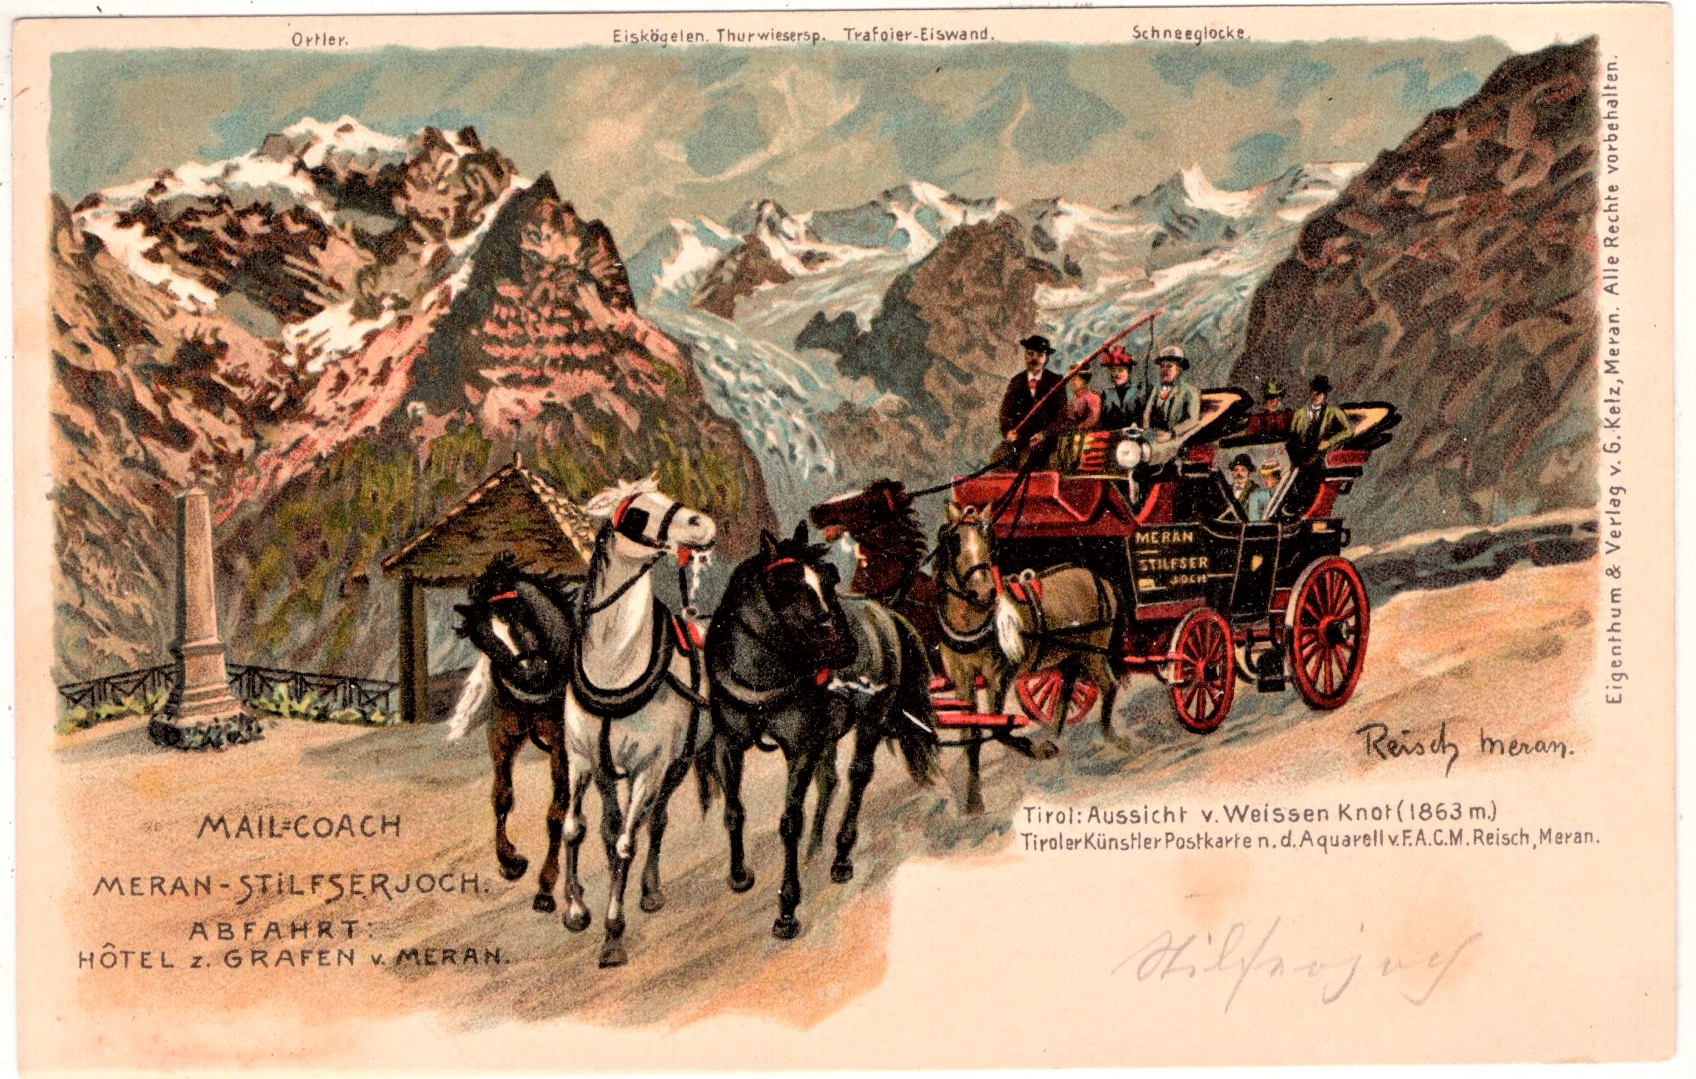 Ortler. Eiskögelen. Thurwiesersp. Trafoier-Eiswand. Schneeglocke.
Eigenthum & Verlag v. G. Kelz, Meran. Alle Rechte vorbehalten.
MERAN
STILFSER
JOCH
Reisch Meran.
Tirol: Aussicht v. Weissen Knot (1863 m.)
Tiroler Künstler Postkarte n. d. Aquarell v. F. A. C. M. Reisch, Meran.
MAIL=COACH
MERAN-STILFSERJOCH.
ABFAHRT:
HÔTEL z. GRAFEN v. MERAN.
Stilfserjoch